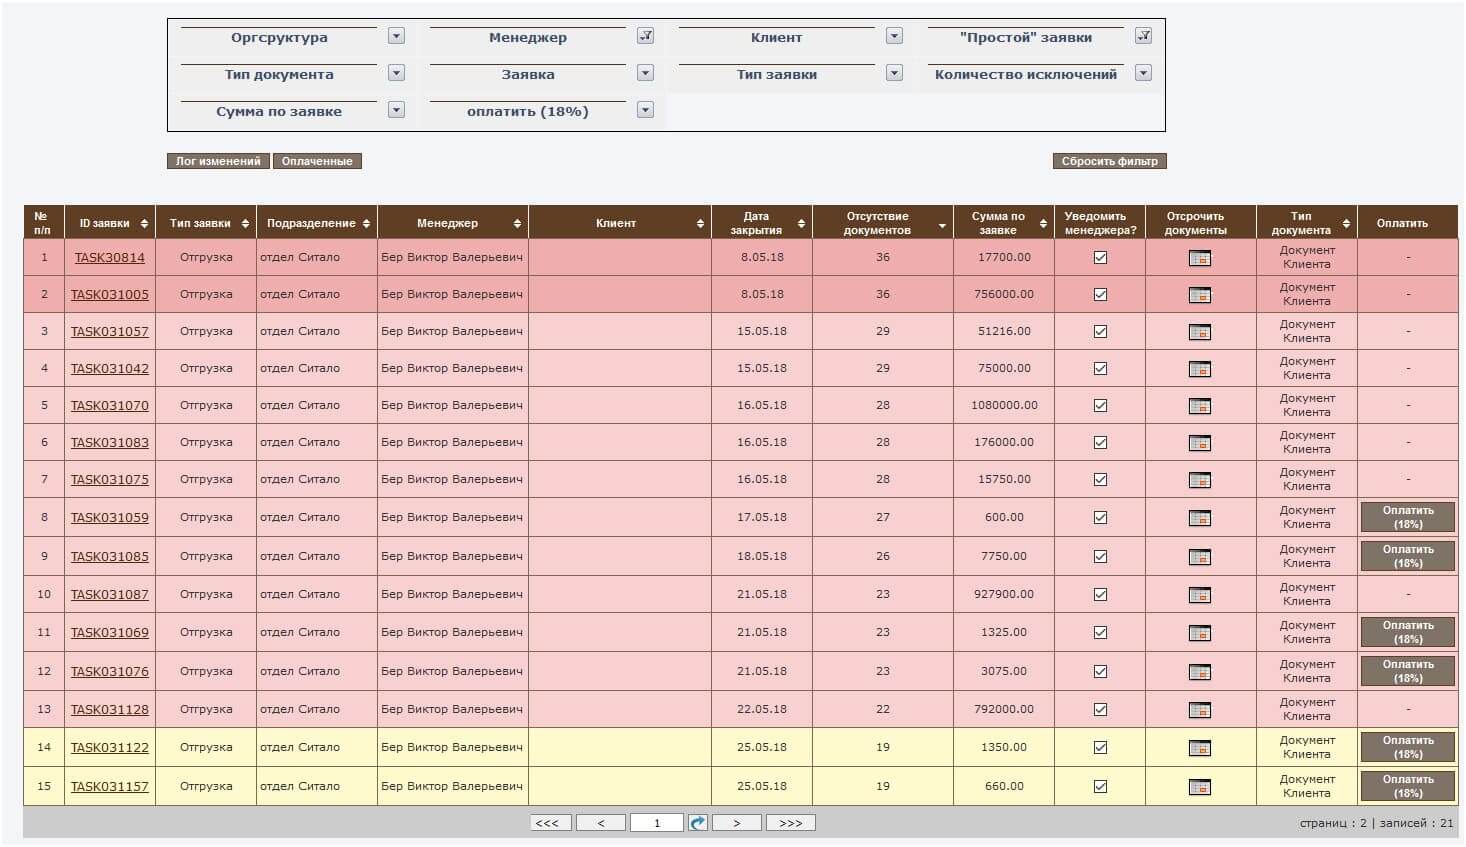 Оргсруктура Менеджер Клиент "Простой" заявки
Тип документа Заявка Тип заявки Количество исключений
Сумма по заявке оплатить (18%)
Лог изменений Оплаченные Сбросить фильтр
№ п/п ID заявки Тип заявки Подразделение Менеджер Клиент Дата закрытия Отсутствие документов Сумма по заявке Уведомить менеджера? Отсрочить документы Тип документа Оплатить
1 TASK30814 Отгрузка отдел Ситало Бер Виктор Валерьевич 8.05.18 36 17700.00 Документ Клиента -
2 TASK031005 Отгрузка отдел Ситало Бер Виктор Валерьевич 8.05.18 36 756000.00 Документ Клиента -
3 TASK031057 Отгрузка отдел Ситало Бер Виктор Валерьевич 15.05.18 29 51216.00 Документ Клиента -
4 TASK031042 Отгрузка отдел Ситало Бер Виктор Валерьевич 15.05.18 29 75000.00 Документ Клиента -
5 TASK031070 Отгрузка отдел Ситало Бер Виктор Валерьевич 16.05.18 28 1080000.00 Документ Клиента -
6 TASK031083 Отгрузка отдел Ситало Бер Виктор Валерьевич 16.05.18 28 176000.00 Документ Клиента -
7 TASK031075 Отгрузка отдел Ситало Бер Виктор Валерьевич 16.05.18 28 15750.00 Документ Клиента -
8 TASK031059 Отгрузка отдел Ситало Бер Виктор Валерьевич 17.05.18 27 600.00 Документ Клиента Оплатить (18%)
9 TASK031085 Отгрузка отдел Ситало Бер Виктор Валерьевич 18.05.18 26 7750.00 Документ Клиента Оплатить (18%)
10 TASK031087 Отгрузка отдел Ситало Бер Виктор Валерьевич 21.05.18 23 927900.00 Документ Клиента -
11 TASK031069 Отгрузка отдел Ситало Бер Виктор Валерьевич 21.05.18 23 1325.00 Документ Клиента Оплатить (18%)
12 TASK031076 Отгрузка отдел Ситало Бер Виктор Валерьевич 21.05.18 23 3075.00 Документ Клиента Оплатить (18%)
13 TASK031128 Отгрузка отдел Ситало Бер Виктор Валерьевич 22.05.18 22 792000.00 Документ Клиента -
14 TASK031122 Отгрузка отдел Ситало Бер Виктор Валерьевич 25.05.18 19 1350.00 Документ Клиента Оплатить (18%)
15 TASK031157 Отгрузка отдел Ситало Бер Виктор Валерьевич 25.05.18 19 660.00 Документ Клиента Оплатить (18%)
<<< < 1 > >>> страниц : 2 | записей : 21